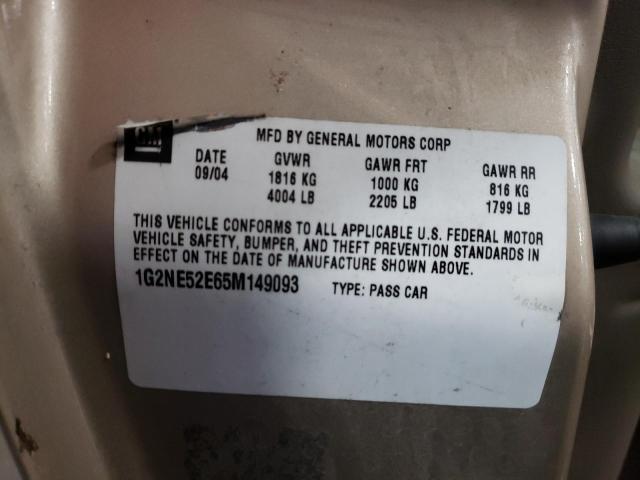 GM
MFD BY GENERAL MOTORS CORP
DATE GVWR GAWR FRT GAWR RR
09/04 1816 KG 1000 KG 816 KG
4004 LB 2205 LB 1799 LB
THIS VEHICLE CONFORMS TO ALL APPLICABLE U.S. FEDERAL MOTOR
VEHICLE SAFETY, BUMPER, AND THEFT PREVENTION STANDARDS IN
EFFECT ON THE DATE OF MANUFACTURE SHOWN ABOVE.
1G2NE52E65M149093 TYPE: PASS CAR